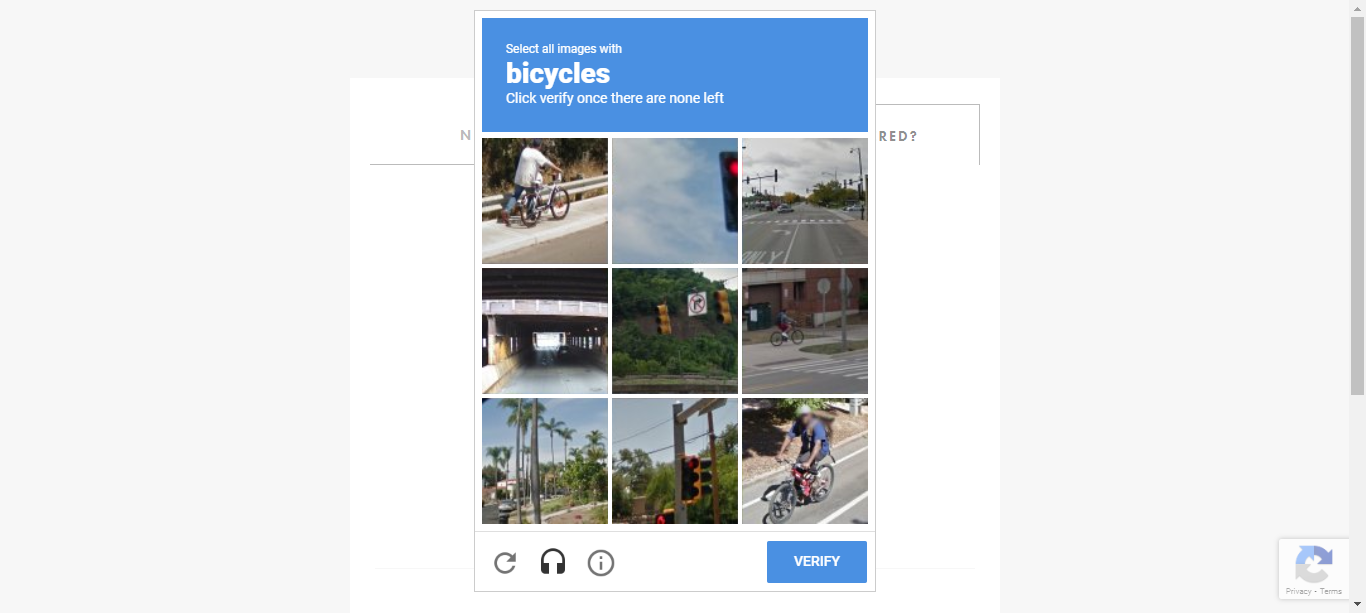 Select all images with
bicycles
Click verify once there are none left
N
RED?
VERIFY
Privacy - Terms